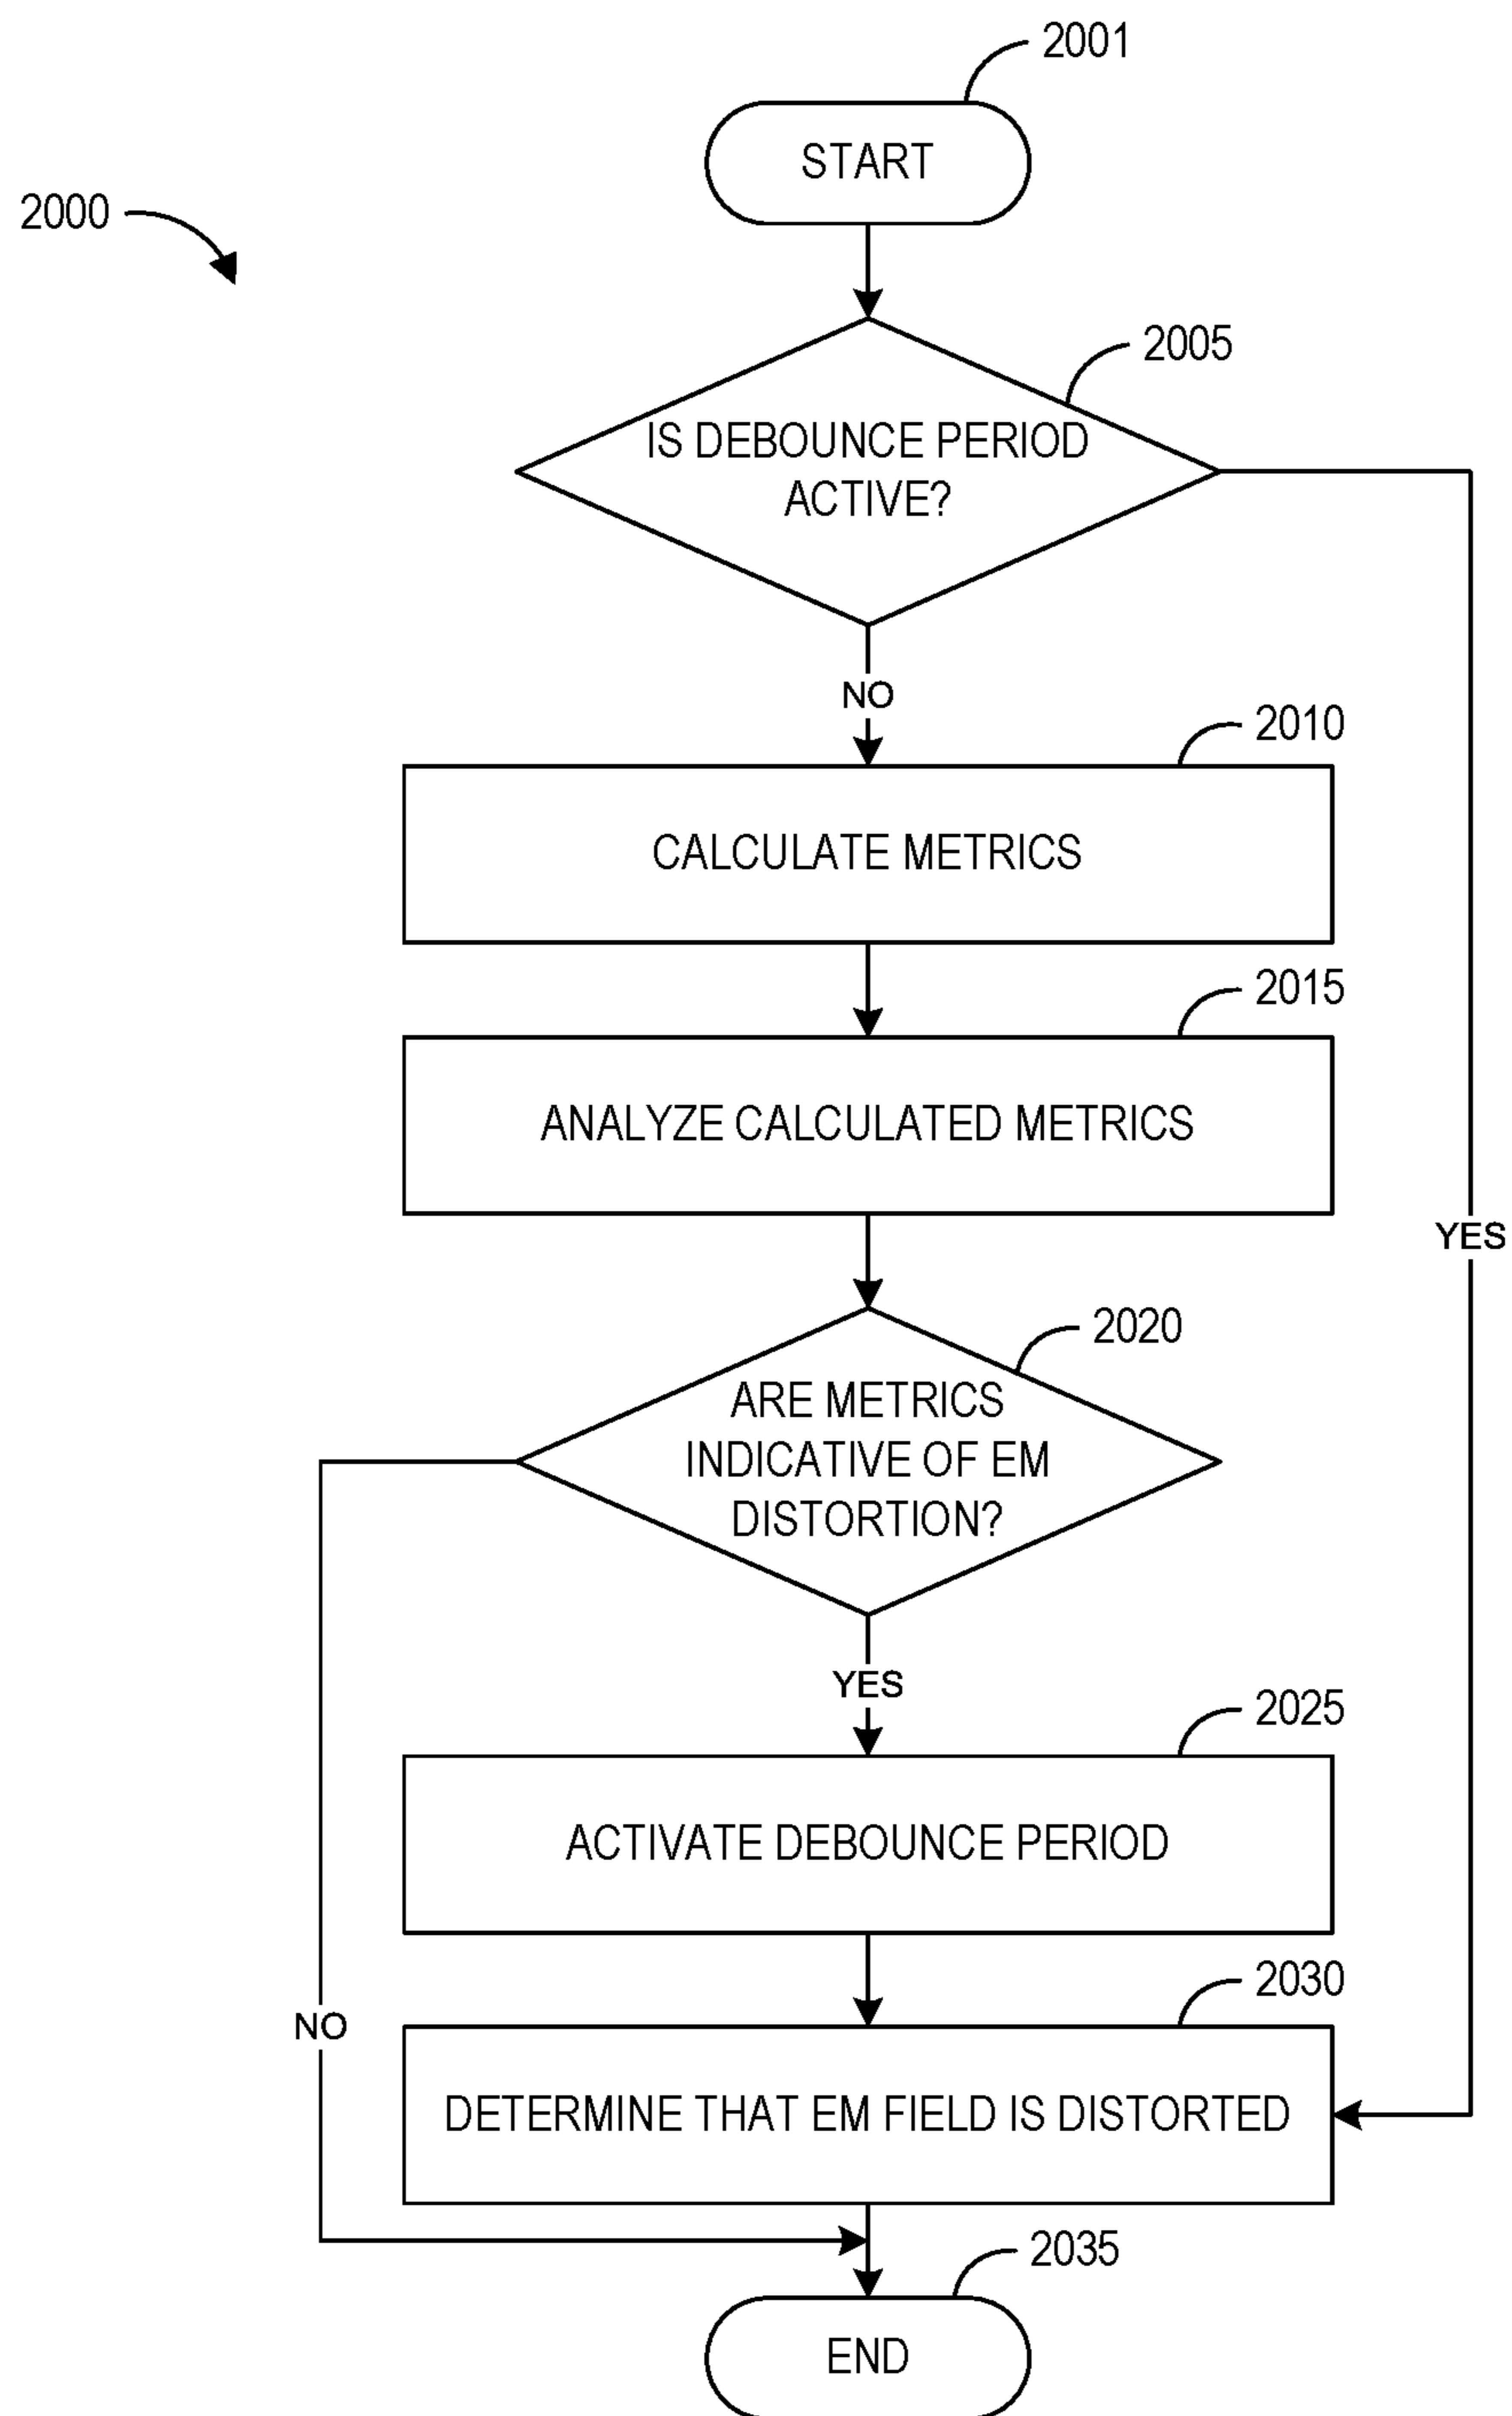 2001
START
2000
2005
IS DEBOUNCE PERIOD
ACTIVE?
NO
2010
CALCULATE METRICS
2015
ANALYZE CALCULATED METRICS
YES
2020
ARE METRICS
INDICATIVE OF EM
DISTORTION?
YES
2025
ACTIVATE DEBOUNCE PERIOD
2030
NO
DETERMINE THAT EM FIELD IS DISTORTED
2035
END